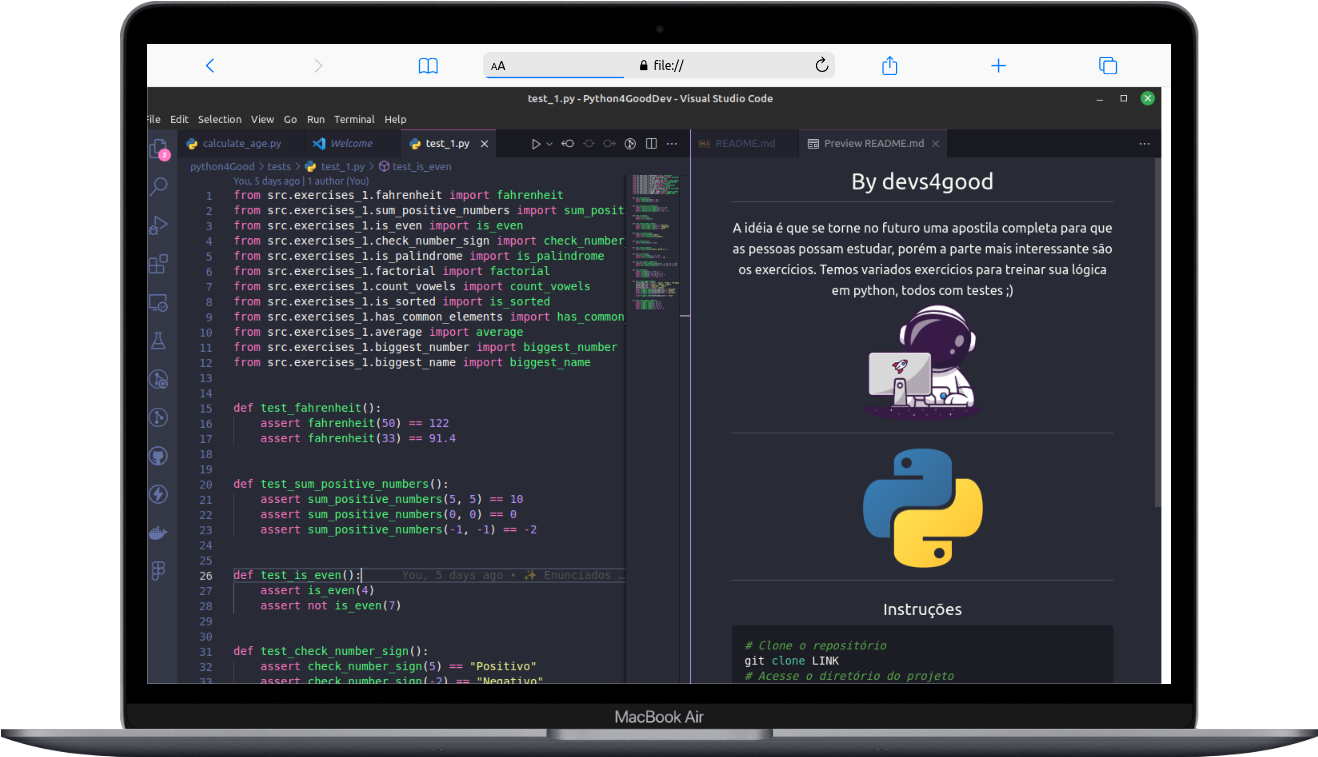 AA
file://
test_1.py - Python4GoodDev - Visual Studio Code
File Edit Selection View Go Run Terminal Help
calculate_age.py
Welcome
test_1.py
README.md
Preview README.md
python4Good > tests > test_1.py > test_is_even
You, 5 days ago | 1 author (You)
1 from src.exercises_1.fahrenheit import fahrenheit
2 from src.exercises_1.sum_positive_numbers import sum_posit
3 from src.exercises_1.is_even import is_even
4 from src.exercises_1.check_number_sign import check_number_
5 from src.exercises_1.is_palindrome import is_palindrome
6 from src.exercises_1.factorial import factorial
7 from src.exercises_1.count_vowels import count_vowels
8 from src.exercises_1.is_sorted import is_sorted
9 from src.exercises_1.has_common_elements import has_common
10 from src.exercises_1.average import average
11 from src.exercises_1.biggest_number import biggest_number
12 from src.exercises_1.biggest_name import biggest_name
13
14
15 def test_fahrenheit():
16 assert fahrenheit(50) == 122
17 assert fahrenheit(33) == 91.4
18
19
20 def test_sum_positive_numbers():
21 assert sum_positive_numbers(5, 5) == 10
22 assert sum_positive_numbers(0, 0) == 0
23 assert sum_positive_numbers(-1, -1) == -2
24
25
26 def test_is_even(): You, 5 days ago • ✨ Enunciados …
27 assert is_even(4)
28 assert not is_even(7)
29
30
31 def test_check_number_sign():
32 assert check_number_sign(5) == "Positivo"
33 assert check_number_sign(-2) == "Negativo"
By devs4good
A idéia é que se torne no futuro uma apostila completa para que
as pessoas possam estudar, porém a parte mais interessante são
os exercícios. Temos variados exercícios para treinar sua lógica
em python, todos com testes ;)
Instruções
# Clone o repositório
git clone LINK
# Acesse o diretório do projeto
MacBook Air